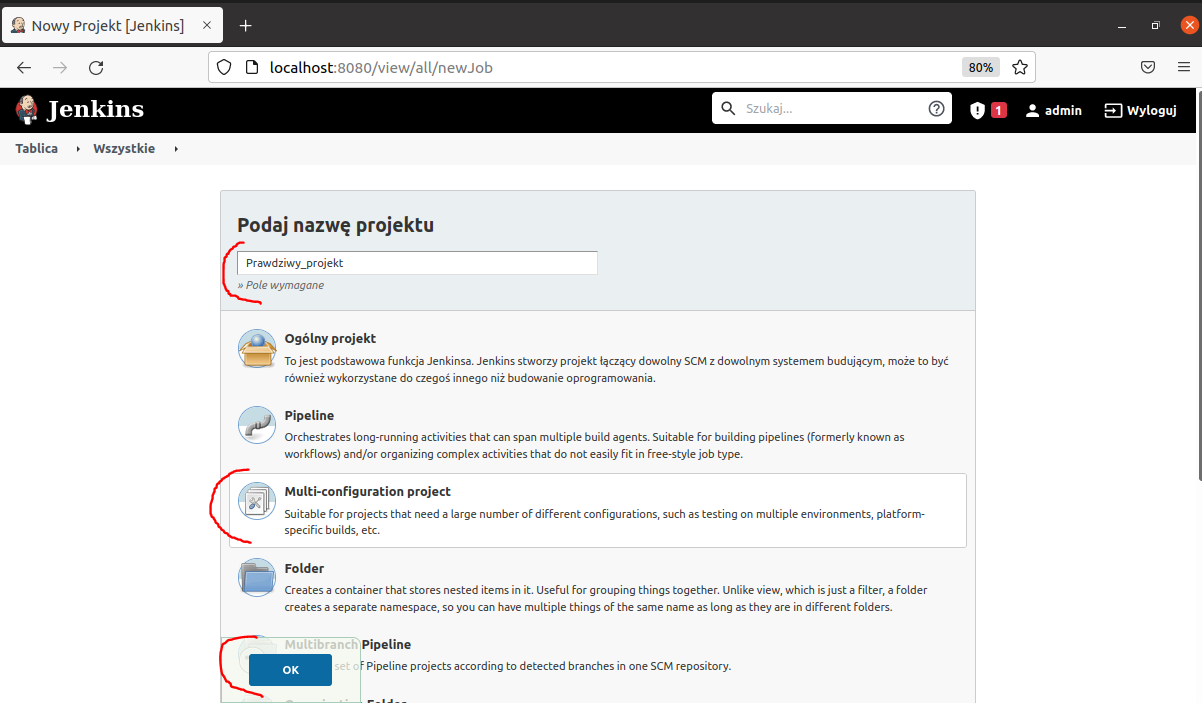 Nowy Projekt [Jenkins]
localhost:8080/view/all/newJob
80%
Jenkins
Szukaj...
1
admin
Wyloguj
Tablica
Wszystkie
Podaj nazwę projektu
Prawdziwy_projekt
» Pole wymagane
Ogólny projekt
To jest podstawowa funkcja Jenkinsa. Jenkins stworzy projekt łączący dowolny SCM z dowolnym systemem budującym, może to być
również wykorzystane do czegoś innego niż budowanie oprogramowania.
Pipeline
Orchestrates long-running activities that can span multiple build agents. Suitable for building pipelines (formerly known as
workflows) and/or organizing complex activities that do not easily fit in free-style job type.
Multi-configuration project
Suitable for projects that need a large number of different configurations, such as testing on multiple environments, platform-
specific builds, etc.
Folder
Creates a container that stores nested items in it. Useful for grouping things together. Unlike view, which is just a filter, a folder
creates a separate namespace, so you can have multiple things of the same name as long as they are in different folders.
Multibranch Pipeline
set of Pipeline projects according to detected branches in one SCM repository.
OK
Folder